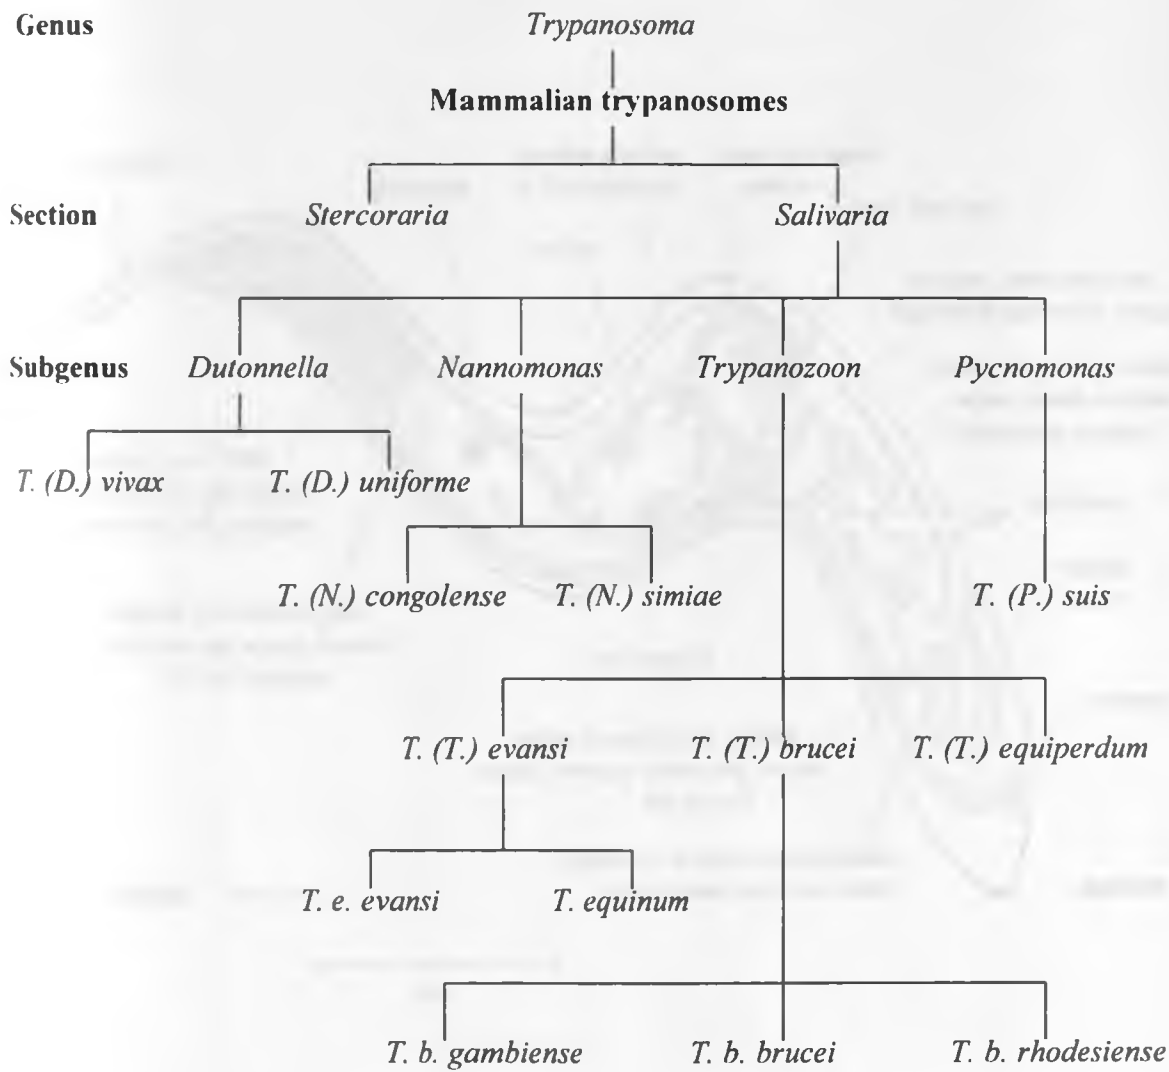 Genus Trypanosoma
Mammalian trypanosomes
Section Stercoraria Salivaria
Subgenus Dutonnella Nannomonas Trypanozoon Pycnomonas
T. (D.) vivax T. (D.) uniforme
T. (N.) congolense T. (N.) simiae T. (P.) suis
T. (T.) evansi T. (T.) brucei T. (T.) equiperdum
T. e. evansi T. equinum
T. b. gambiense T. b. brucei T. b. rhodesiense